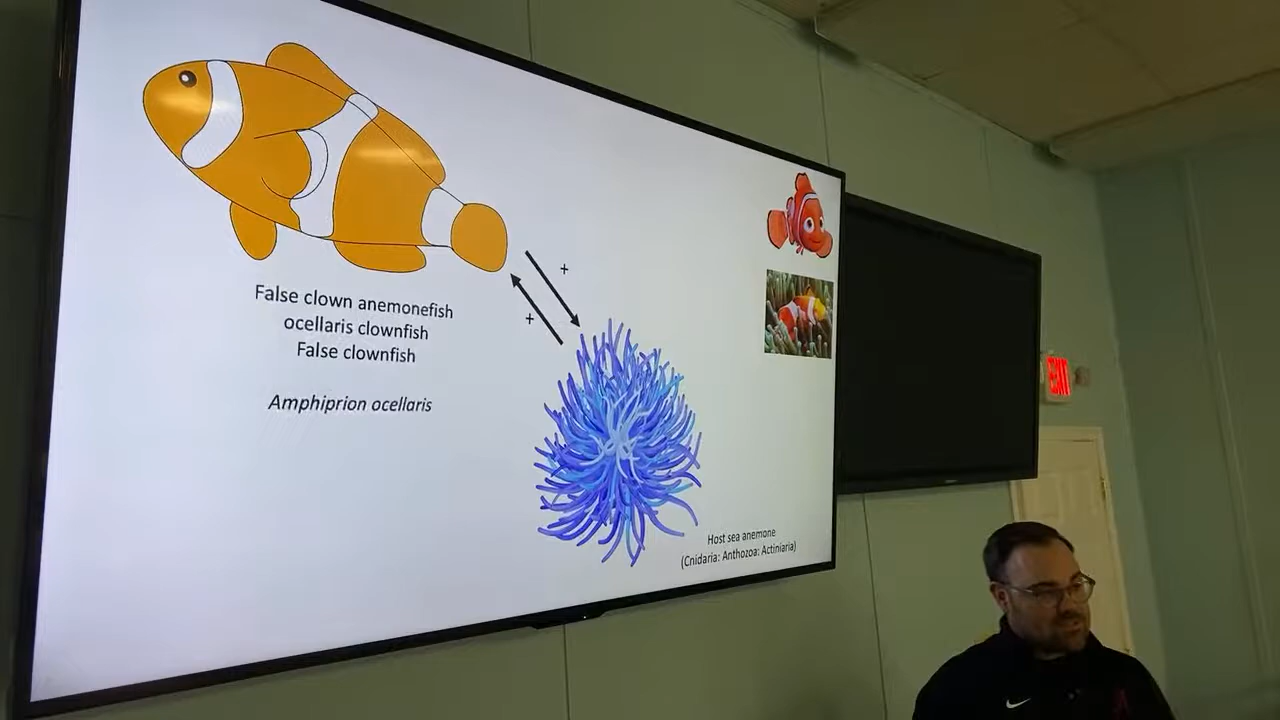 False clown anemonefish
ocellaris clownfish
False clownfish
Amphiprion ocellaris
+
+
Host sea anemone
(Cnidaria: Anthozoa: Actiniaria)
EXIT